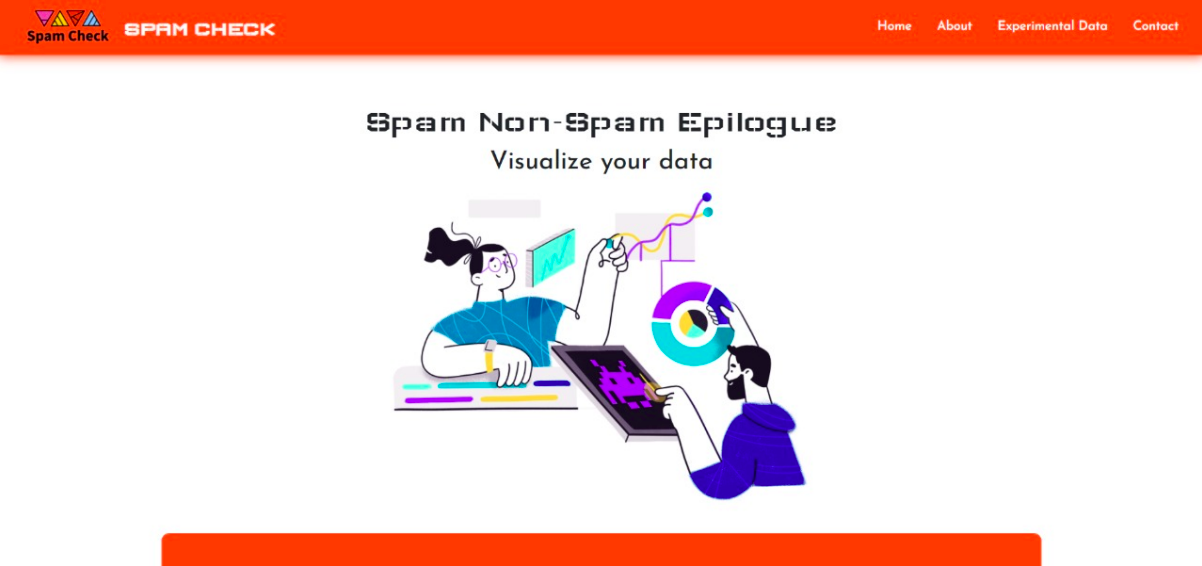 Spam Check
SPAM CHECK
Home
About
Experimental Data
Contact
Spam Non-Spam Epilogue
Visualize your data